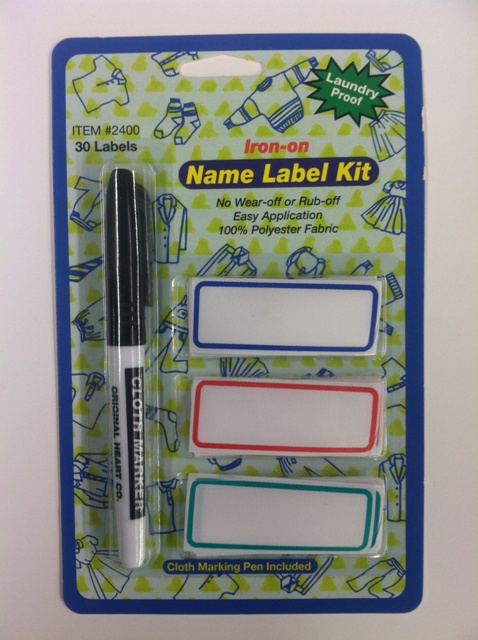 Laundry
Proof
ITEM #2400
30 Labels
Iron-on
Name Label Kit
No Wear-off or Rub-off
Easy Application
100% Polyester Fabric
CLOTH MARKER
ORIGINAL HEART CO.
Cloth Marking Pen Included